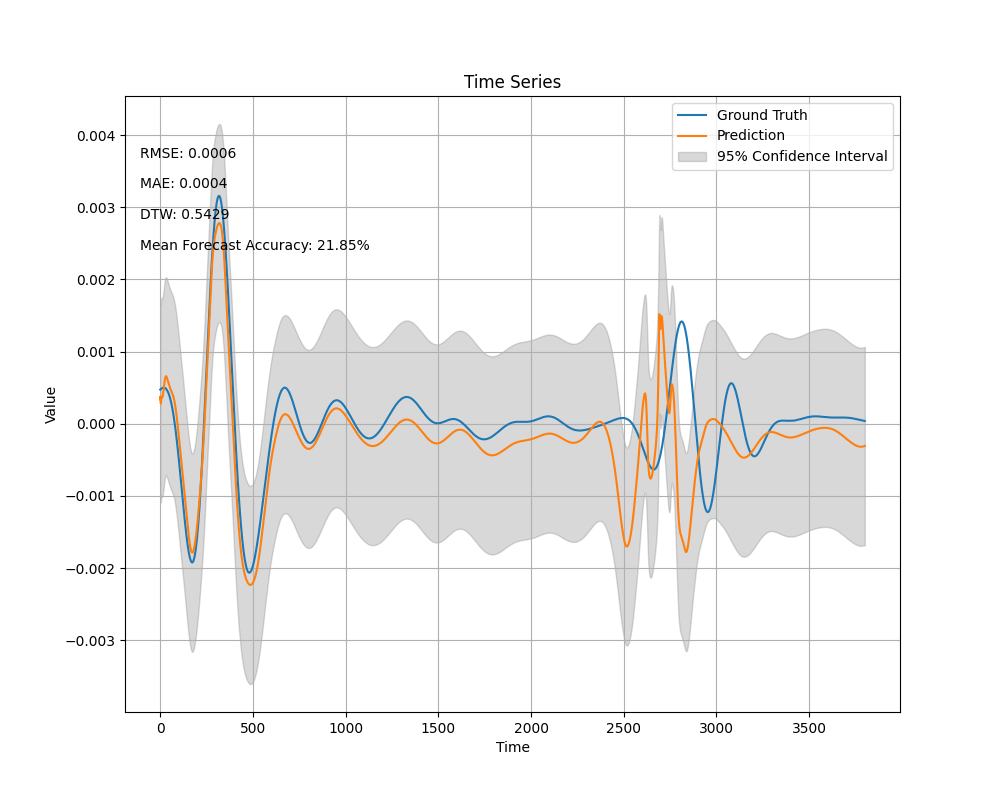 Time Series
Ground Truth
Prediction
95% Confidence Interval
RMSE: 0.0006
MAE: 0.0004
DTW: 0.5429
Mean Forecast Accuracy: 21.85%
0.004
0.003
0.002
0.001
0.000
−0.001
−0.002
−0.003
Value
0 500 1000 1500 2000 2500 3000 3500
Time